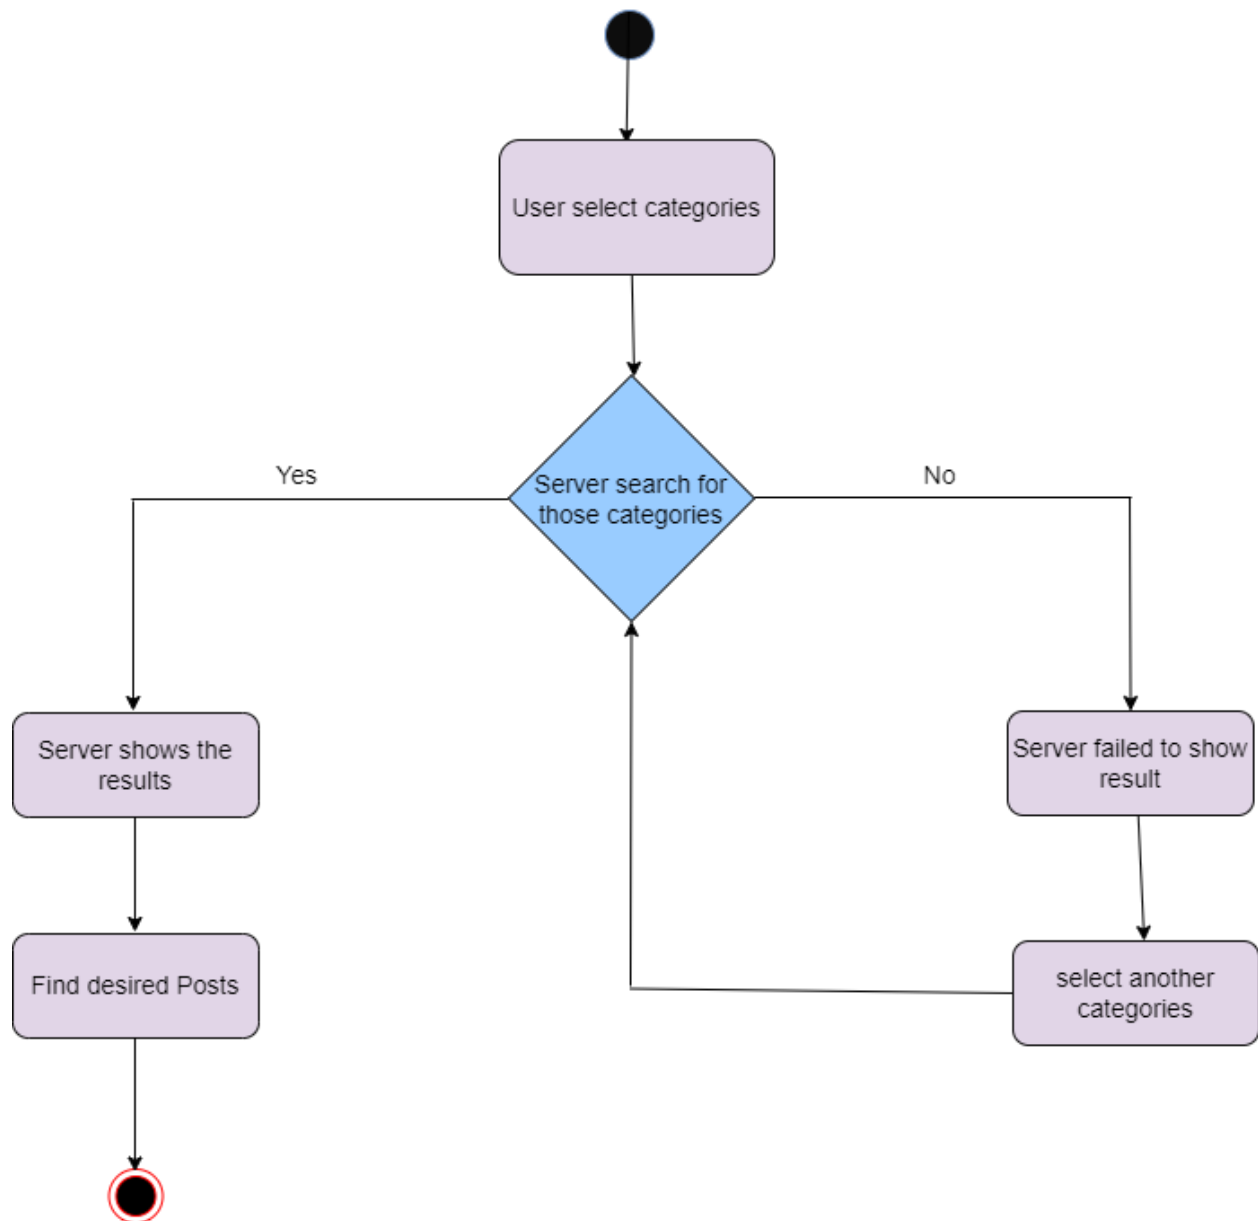 User select categories
Yes
Server search for
those categories
No
Server shows the
results
Server failed to show
result
Find desired Posts
select another
categories